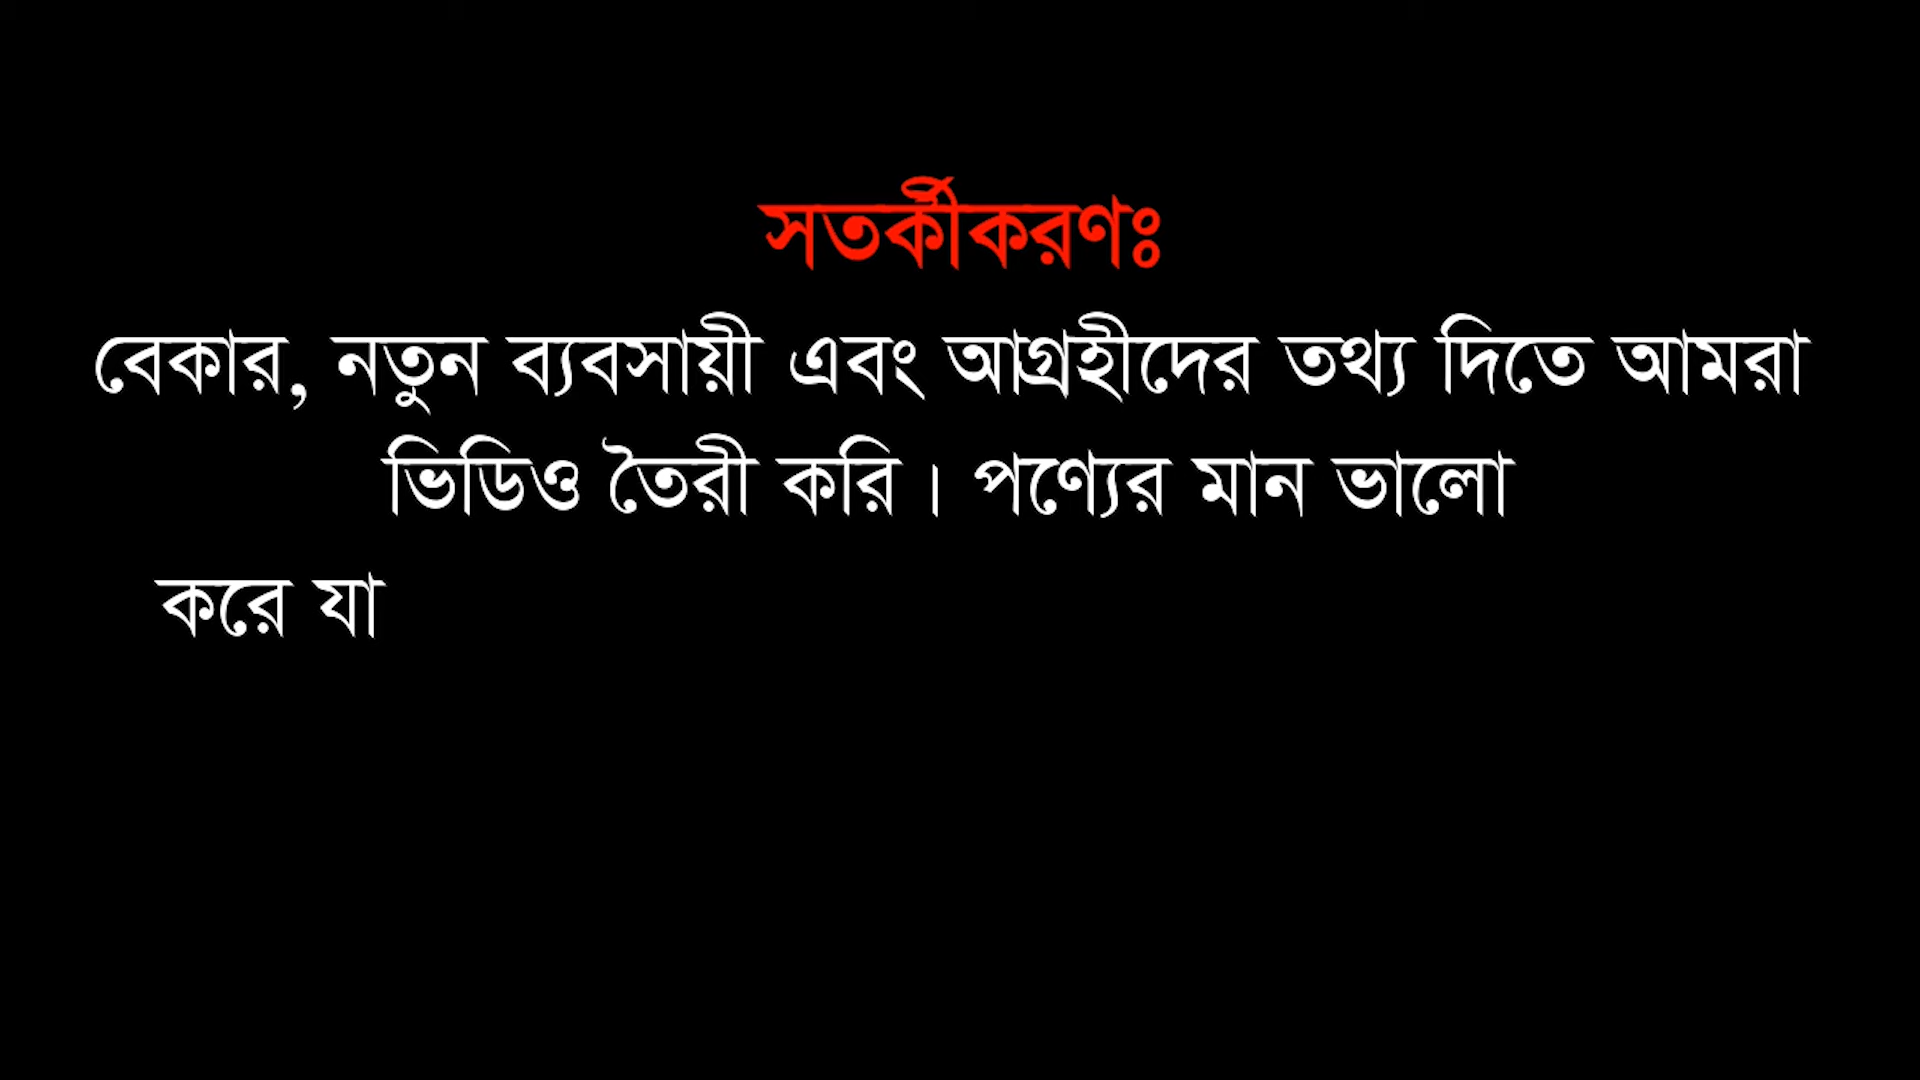 সতর্কীকরণঃ
বেকার, নতুন ব্যবসায়ী এবং আগ্রহীদের তথ্য দিতে আমরা
ভিডিও তৈরী করি। পণ্যের মান ভালো
করে যা